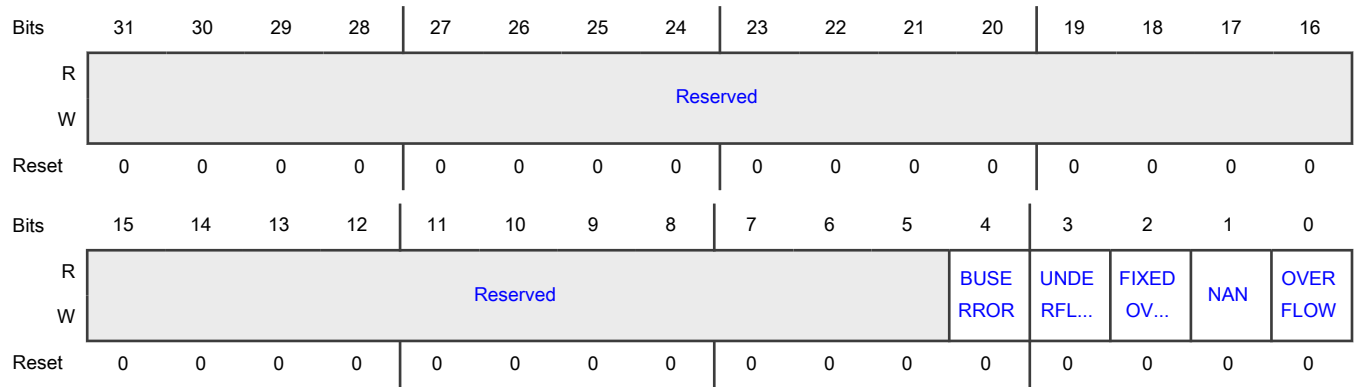 Bits 31 30 29 28 27 26 25 24 23 22 21 20 19 18 17 16
R
Reserved
W
Reset 0 0 0 0 0 0 0 0 0 0 0 0 0 0 0 0
Bits 15 14 13 12 11 10 9 8 7 6 5 4 3 2 1 0
R BUSE UNDE FIXED OVER
Reserved NAN
W RROR RFL... OV... FLOW
Reset 0 0 0 0 0 0 0 0 0 0 0 0 0 0 0 0